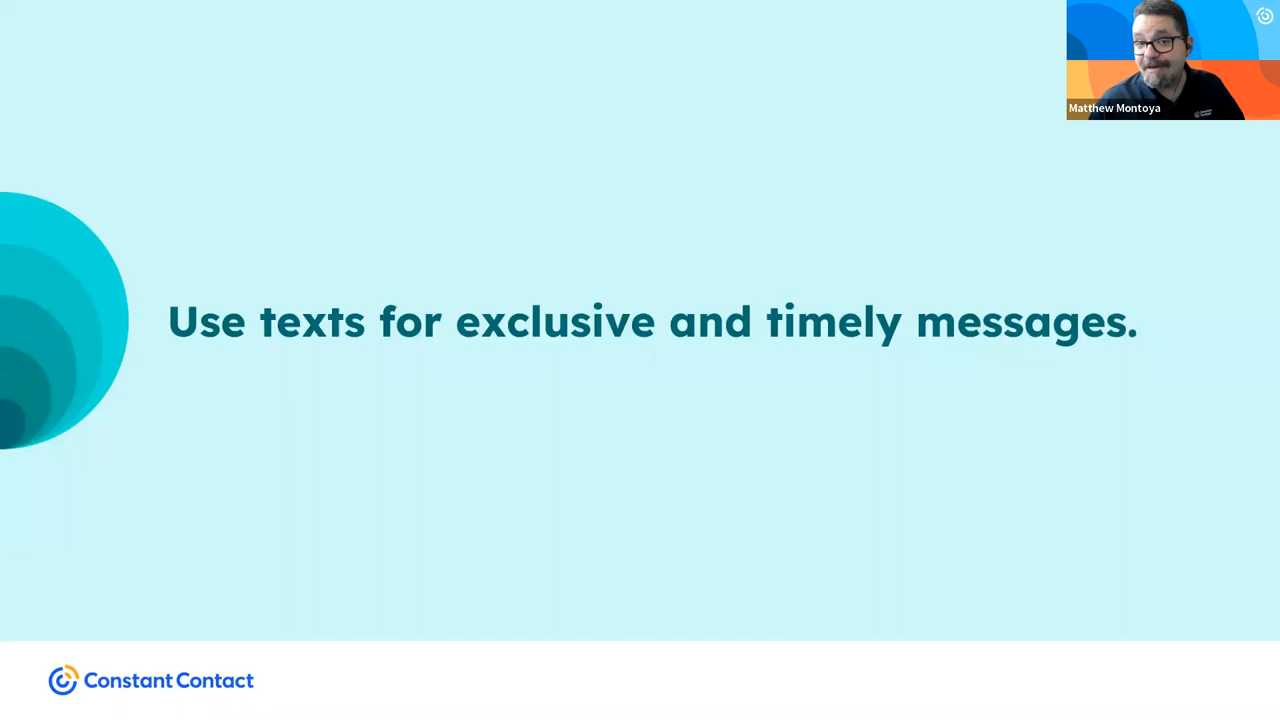 Matthew Montoya
Use texts for exclusive and timely messages.
Constant Contact